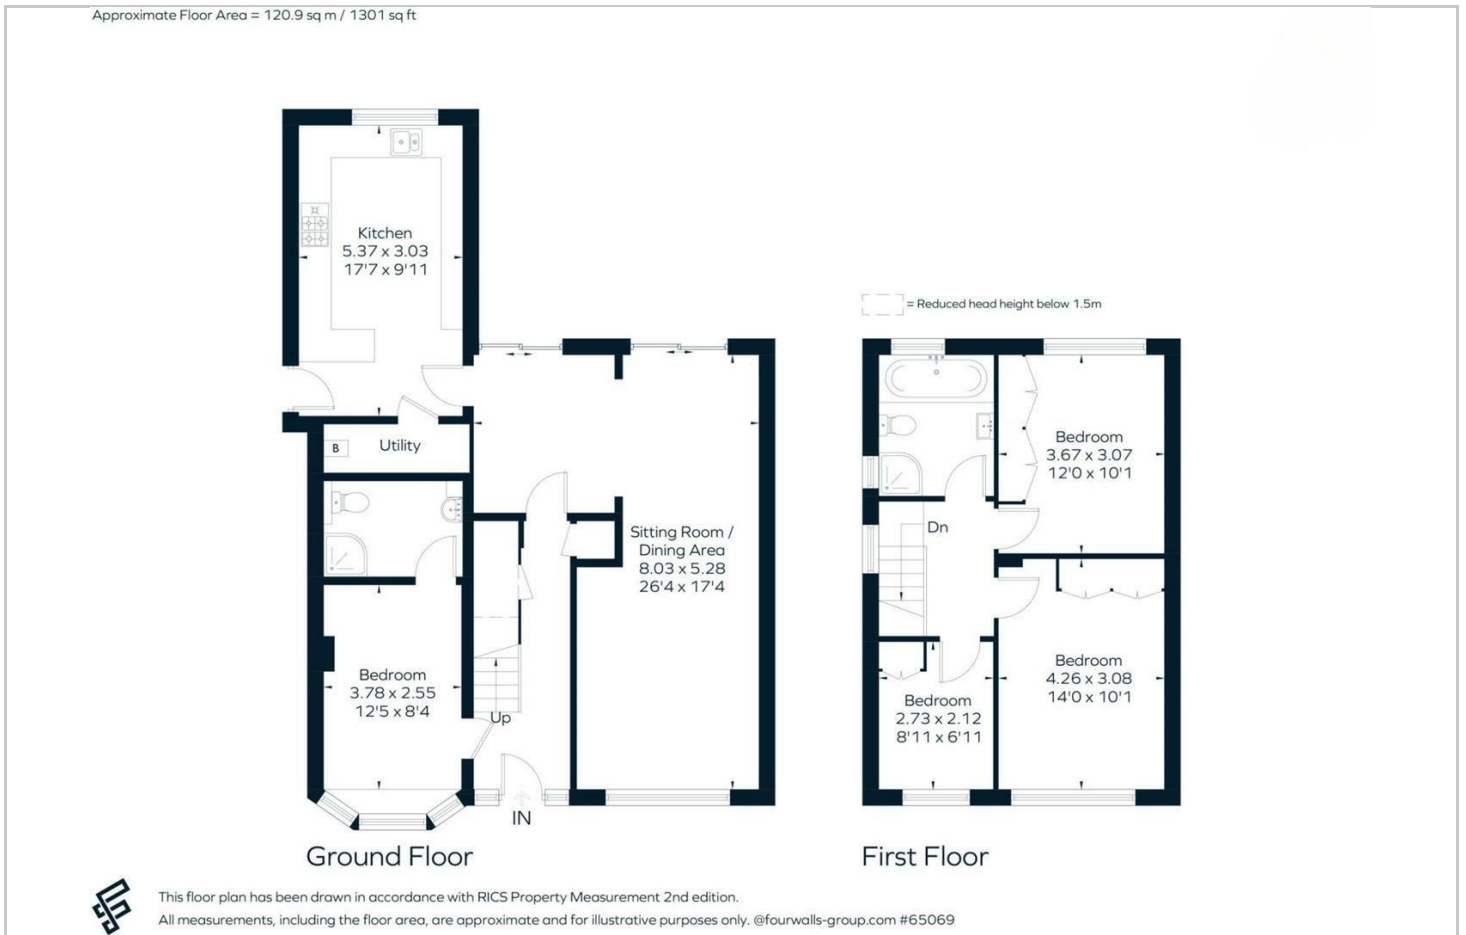 Approximate Floor Area = 120.9 sq m / 1301 sq ft
Kitchen
5.37 x 3.03
17'7 x 9'11
= Reduced head height below 1.5m
B
Utility
Sitting Room /
Dining Area
8.03 x 5.28
26'4 x 17'4
Bedroom
3.78 x 2.55
12'5 x 8'4
Up
IN
Bedroom
3.67 x 3.07
12'0 x 10'1
Dn
Bedroom
4.26 x 3.08
14'0 x 10'1
Bedroom
2.73 x 2.12
8'11 x 6'11
Ground Floor
First Floor
This floor plan has been drawn in accordance with RICS Property Measurement 2nd edition.
All measurements, including the floor area, are approximate and for illustrative purposes only. @fourwalls-group.com #65069